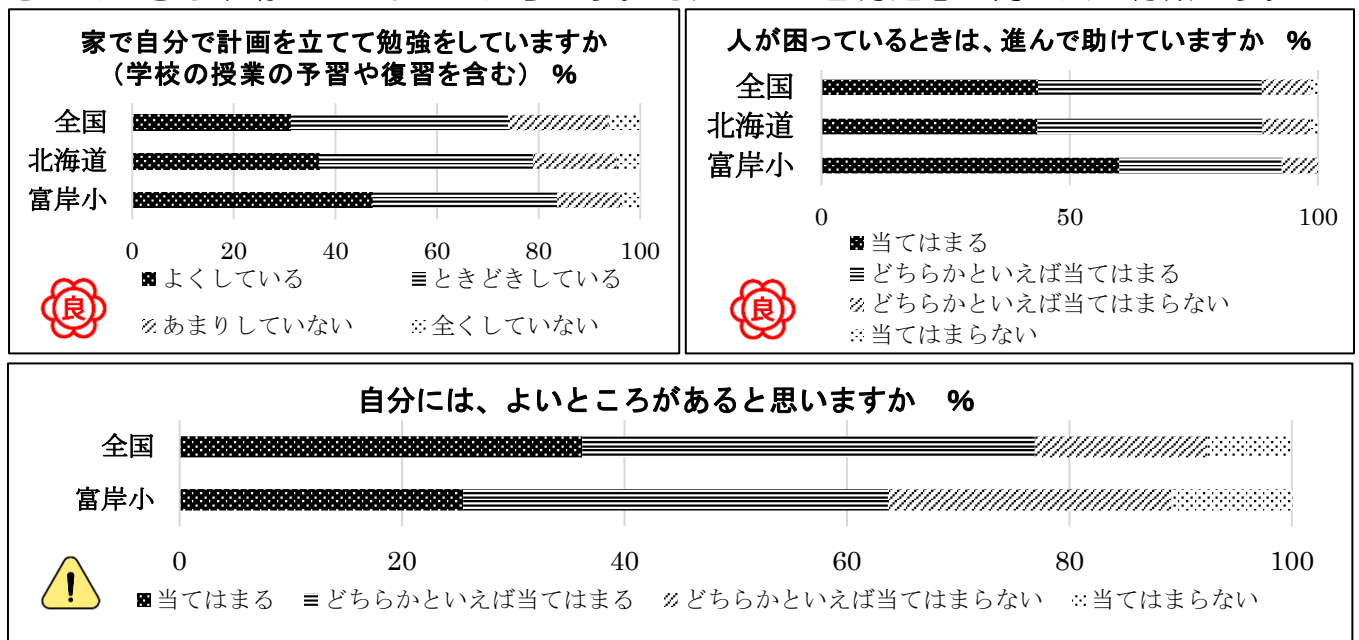 家で自分で計画を立てて勉強をしていますか
（学校の授業の予習や復習を含む） %
全国
北海道
富岸小
0 20 40 60 80 100
よくしている ときどきしている
あまりしていない 全くしていない
良
人が困っているときは、進んで助けていますか %
全国
北海道
富岸小
0 50 100
当てはまる
どちらかといえば当てはまる
どちらかといえば当てはまらない
当てはまらない
良
自分には、よいところがあると思いますか %
全国
富岸小
0 20 40 60 80 100
!
当てはまる どちらかといえば当てはまる どちらかといえば当てはまらない 当てはまらない